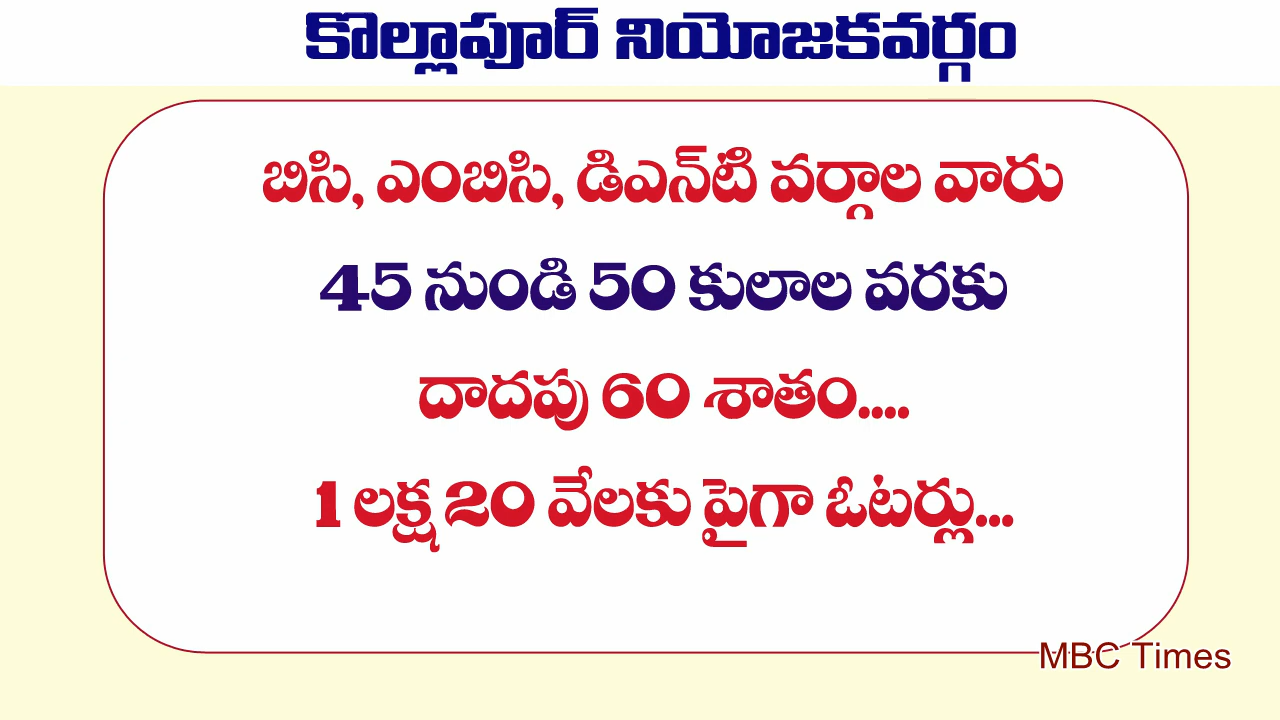 కొల్లాపూర్ నియోజకవర్గం
బిసి, ఎంబిసి, డిఎన్‌టి వర్గాల వారు
45 నుండి 50 కులాల వరకు
దాదపు 60 శాతం....
1 లక్ష 20 వేలకు పైగా ఓటర్లు...
MBC Times